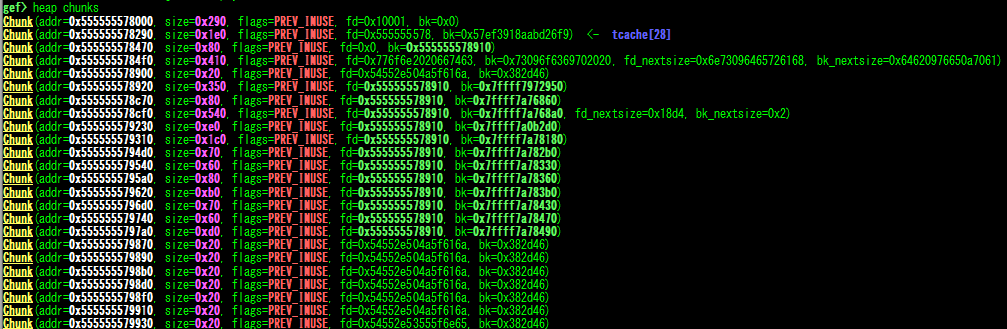 gef> heap chunks
Chunk(addr=0x555555578000, size=0x290, flags=PREV_INUSE, fd=0x10001, bk=0x0)
Chunk(addr=0x555555578290, size=0x1e0, flags=PREV_INUSE, fd=0x555555578, bk=0x57ef3918aabd26f9) <- tcache[28]
Chunk(addr=0x555555578470, size=0x80, flags=PREV_INUSE, fd=0x0, bk=0x555555578910)
Chunk(addr=0x5555555784f0, size=0x410, flags=PREV_INUSE, fd=0x776f6e2020667463, bk=0x73096f6369702020, fd_nextsize=0x6e73096465726168, bk_nextsize=0x64620976650a7061)
Chunk(addr=0x555555578900, size=0x20, flags=PREV_INUSE, fd=0x54552e504a5f616a, bk=0x382d46)
Chunk(addr=0x555555578920, size=0x350, flags=PREV_INUSE, fd=0x555555578910, bk=0x7ffff7972950)
Chunk(addr=0x555555578c70, size=0x80, flags=PREV_INUSE, fd=0x555555578910, bk=0x7ffff7a76860)
Chunk(addr=0x555555578cf0, size=0x540, flags=PREV_INUSE, fd=0x555555578910, bk=0x7ffff7a768a0, fd_nextsize=0x18d4, bk_nextsize=0x2)
Chunk(addr=0x555555579230, size=0xe0, flags=PREV_INUSE, fd=0x555555578910, bk=0x7ffff7a0b2d0)
Chunk(addr=0x555555579310, size=0x1c0, flags=PREV_INUSE, fd=0x555555578910, bk=0x7ffff7a78180)
Chunk(addr=0x5555555794d0, size=0x70, flags=PREV_INUSE, fd=0x555555578910, bk=0x7ffff7a782b0)
Chunk(addr=0x555555579540, size=0x60, flags=PREV_INUSE, fd=0x555555578910, bk=0x7ffff7a78330)
Chunk(addr=0x5555555795a0, size=0x80, flags=PREV_INUSE, fd=0x555555578910, bk=0x7ffff7a78360)
Chunk(addr=0x555555579620, size=0xb0, flags=PREV_INUSE, fd=0x555555578910, bk=0x7ffff7a783b0)
Chunk(addr=0x5555555796d0, size=0x70, flags=PREV_INUSE, fd=0x555555578910, bk=0x7ffff7a78430)
Chunk(addr=0x555555579740, size=0x60, flags=PREV_INUSE, fd=0x555555578910, bk=0x7ffff7a78470)
Chunk(addr=0x5555555797a0, size=0xd0, flags=PREV_INUSE, fd=0x555555578910, bk=0x7ffff7a78490)
Chunk(addr=0x555555579870, size=0x20, flags=PREV_INUSE, fd=0x54552e504a5f616a, bk=0x382d46)
Chunk(addr=0x555555579890, size=0x20, flags=PREV_INUSE, fd=0x54552e504a5f616a, bk=0x382d46)
Chunk(addr=0x5555555798b0, size=0x20, flags=PREV_INUSE, fd=0x54552e504a5f616a, bk=0x382d46)
Chunk(addr=0x5555555798d0, size=0x20, flags=PREV_INUSE, fd=0x54552e504a5f616a, bk=0x382d46)
Chunk(addr=0x5555555798f0, size=0x20, flags=PREV_INUSE, fd=0x54552e504a5f616a, bk=0x382d46)
Chunk(addr=0x555555579910, size=0x20, flags=PREV_INUSE, fd=0x54552e504a5f616a, bk=0x382d46)
Chunk(addr=0x555555579930, size=0x20, flags=PREV_INUSE, fd=0x54552e53555f6e65, bk=0x382d46)